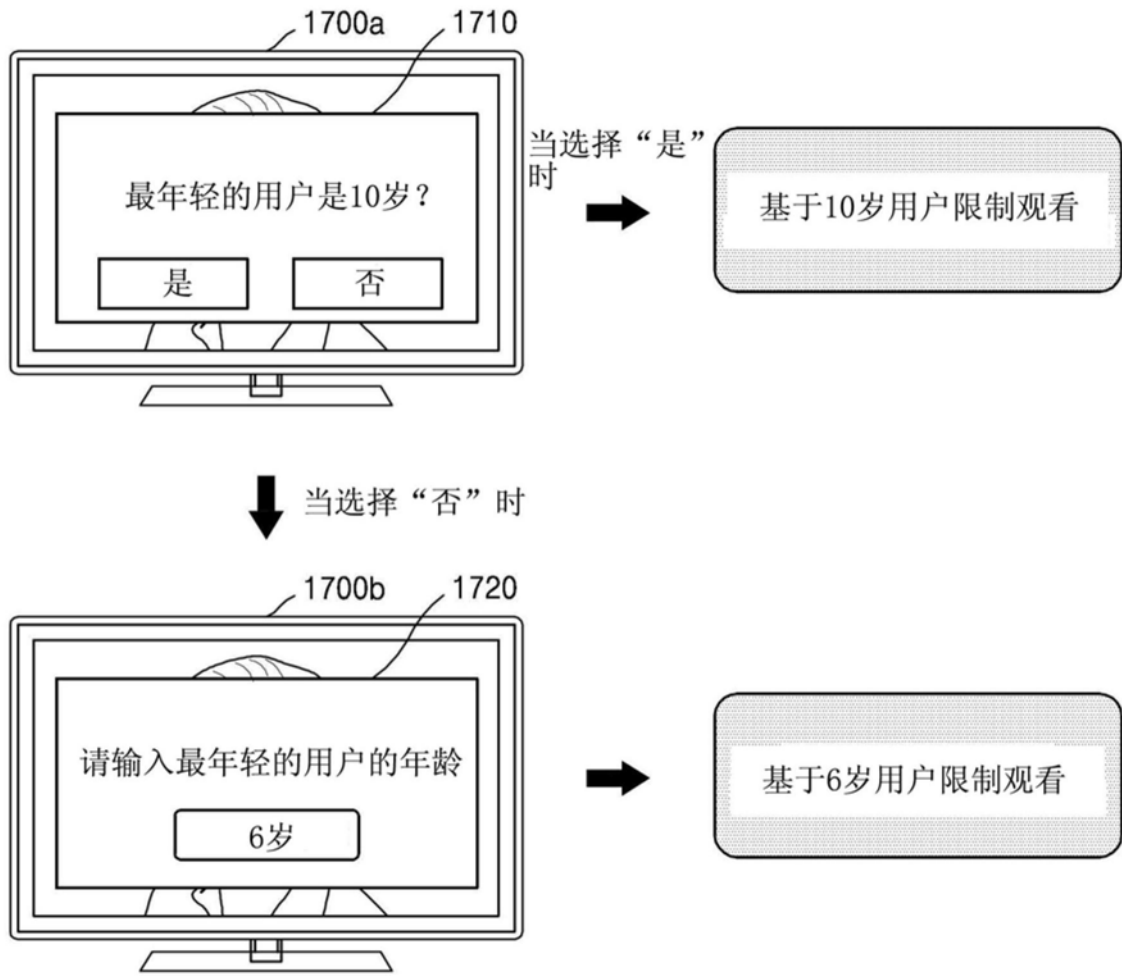 1700a
1710
最年轻的用户是10岁？
是
否
当选择“是”
时
基于10岁用户限制观看
当选择“否”时
1700b
1720
请输入最年轻的用户的年龄
6岁
基于6岁用户限制观看